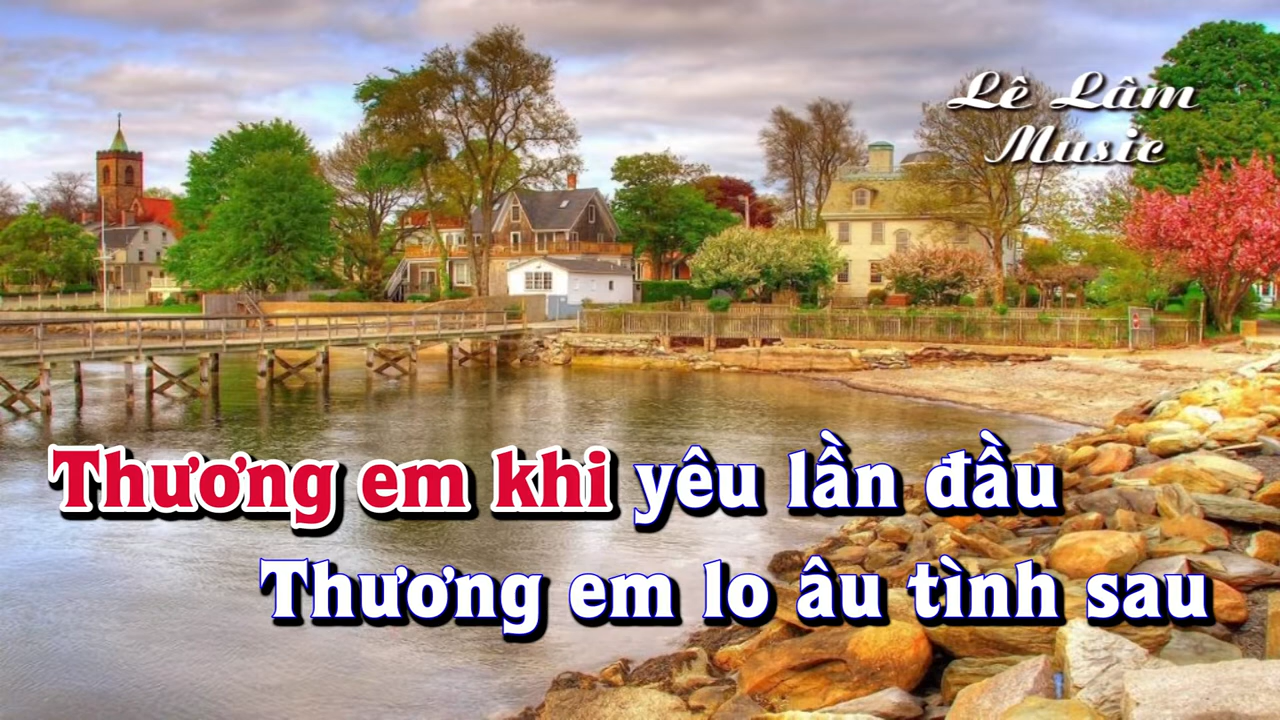 Lê Lâm
Music
Thương em khi yêu lần đầu
Thương em lo âu tình sau